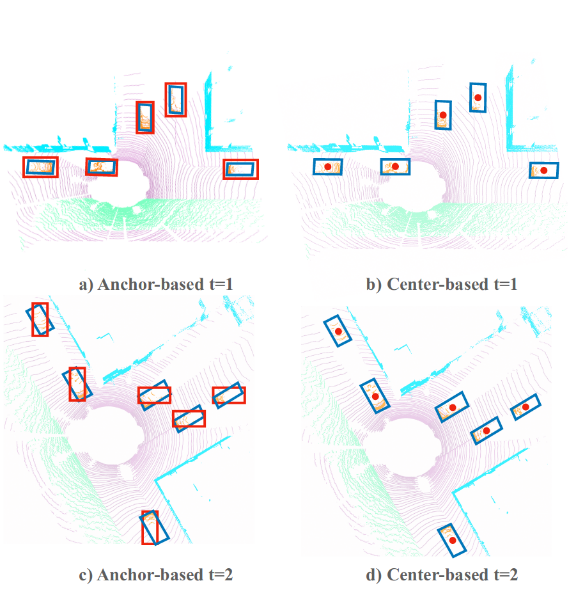 a) Anchor-based t=1
b) Center-based t=1
c) Anchor-based t=2
d) Center-based t=2